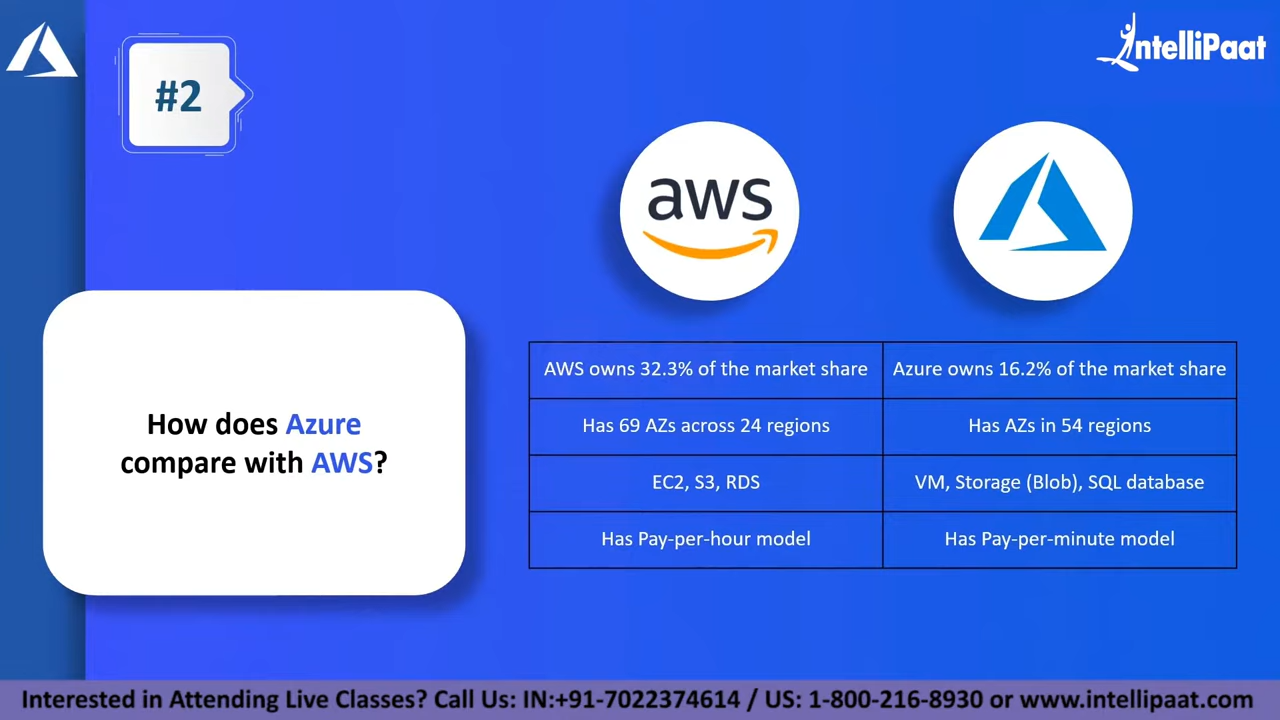 #2
IntelliPaat
aws
How does Azure
compare with AWS?
AWS owns 32.3% of the market share
Azure owns 16.2% of the market share
Has 69 AZs across 24 regions
Has AZs in 54 regions
EC2, S3, RDS
VM, Storage (Blob), SQL database
Has Pay-per-hour model
Has Pay-per-minute model
Interested in Attending Live Classes? Call Us: IN:+91-7022374614 / US: 1-800-216-8930 or www.intellipaat.com